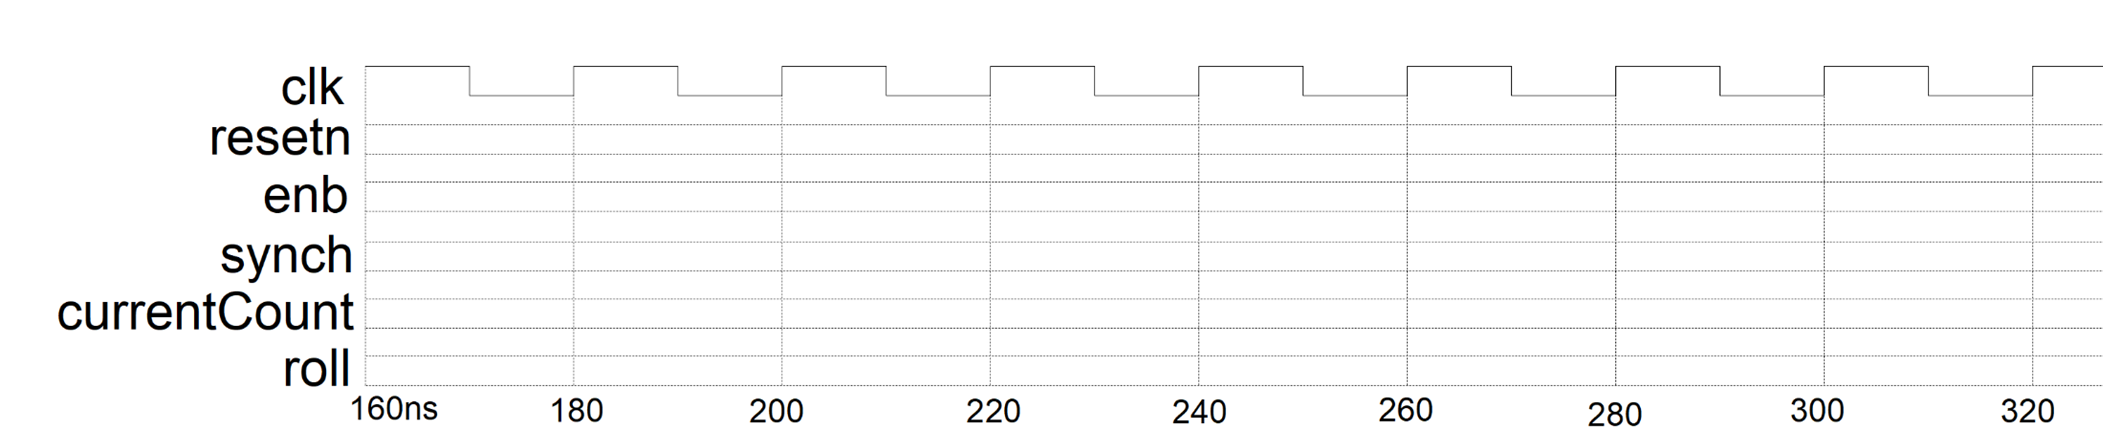 clk
resetn
enb
synch
currentCount
roll
160ns 180 200 220 240 260 280 300 320